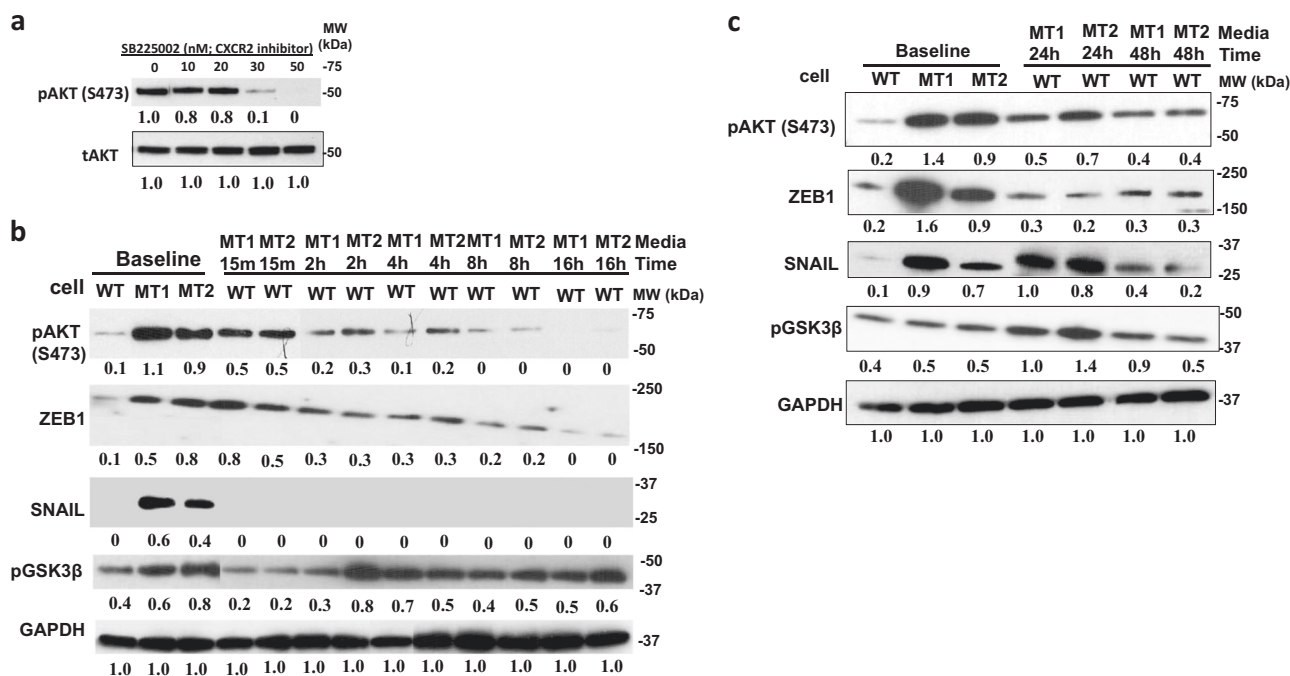 a
SB225002 (nM; CXCR2 inhibitor)
MW
(kDa)
0 10 20 30 50
-75
pAKT (S473)
-50
1.0 0.8 0.8 0.1 0
tAKT
-50
1.0 1.0 1.0 1.0 1.0
b
MT1 MT2 MT1 MT2 MT1 MT2 MT1 MT2 MT1 MT2 Media
Baseline
15m 15m 2h 2h 4h 4h 8h 8h 16h 16h Time
cell
WT MT1 MT2 WT WT WT WT WT WT WT WT WT WT MW (kDa)
-75
pAKT
(S473)
-50
0.1 1.1 0.9 0.5 0.5 0.2 0.3 0.1 0.2 0 0 0 0
-250
ZEB1
-150
0.1 0.5 0.8 0.8 0.5 0.3 0.3 0.3 0.3 0.2 0.2 0 0
-37
SNAIL
-25
0 0.6 0.4 0 0 0 0 0 0 0 0 0 0
-50
pGSK3β
-37
0.4 0.6 0.8 0.2 0.2 0.3 0.8 0.7 0.5 0.4 0.5 0.5 0.6
GAPDH
-37
1.0 1.0 1.0 1.0 1.0 1.0 1.0 1.0 1.0 1.0 1.0 1.0 1.0
c
MT1 MT2 MT1 MT2 Media
Baseline
24h 24h 48h 48h Time
cell
WT MT1 MT2 WT WT WT WT MW (kDa)
-75
pAKT (S473)
-50
0.2 1.4 0.9 0.5 0.7 0.4 0.4
-250
ZEB1
-150
0.2 1.6 0.9 0.3 0.2 0.3 0.3
-37
SNAIL
-25
0.1 0.9 0.7 1.0 0.8 0.4 0.2
-50
pGSK3β
-37
0.4 0.5 0.5 1.0 1.4 0.9 0.5
GAPDH
-37
1.0 1.0 1.0 1.0 1.0 1.0 1.0